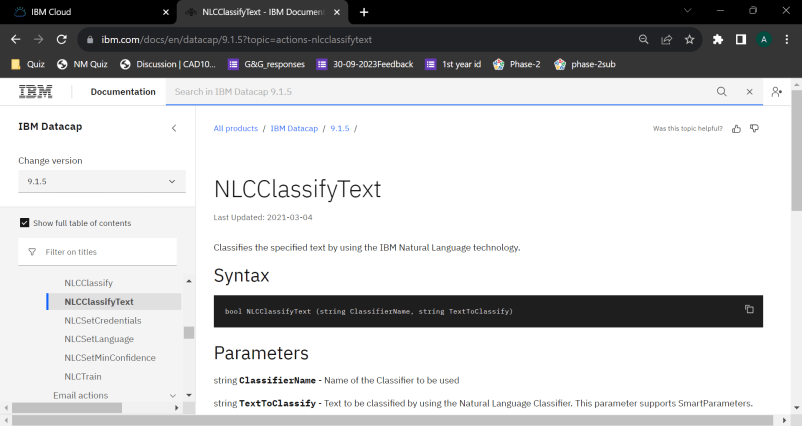 IBM Cloud
NLCClassifyText - IBM Documen
ibm.com/docs/en/datacap/9.1.5?topic=actions-nlcclassifytext
A
Quiz
NM Quiz
Discussion | CAD10...
G&G_responses
30-09-2023Feedback
1st year id
Phase-2
phase-2sub
IBM
Documentation
Search in IBM Datacap 9.1.5
IBM Datacap
Change version
9.1.5
Show full table of contents
Filter on titles
NLCClassify
NLCClassifyText
NLCSetCredentials
NLCSetLanguage
NLCSetMinConfidence
NLCTrain
Email actions
All products / IBM Datacap / 9.1.5 /
Was this topic helpful?
NLCClassifyText
Last Updated: 2021-03-04
Classifies the specified text by using the IBM Natural Language technology.
Syntax
bool NLCClassifyText (string ClassifierName, string TextToClassify)
Parameters
string ClassifierName - Name of the Classifier to be used
string TextToClassify - Text to be classified by using the Natural Language Classifier. This parameter supports SmartParameters.